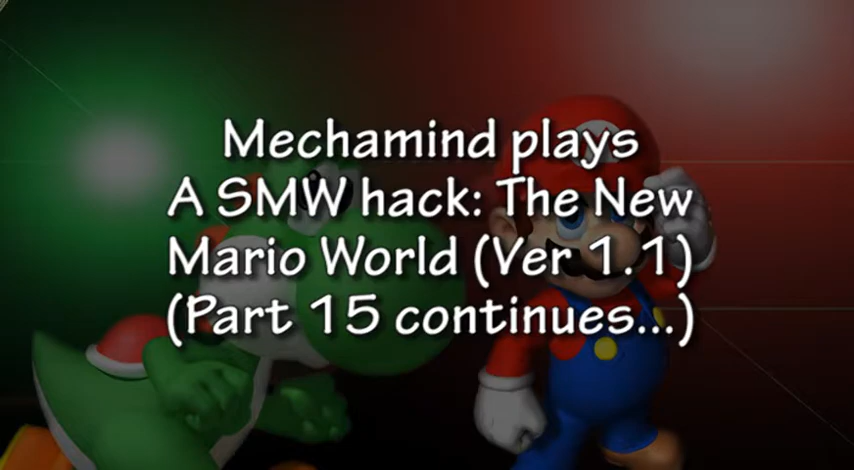 Mechamind plays
A SMW hack: The New
Mario World (Ver 1.1)
(Part 15 continues...)